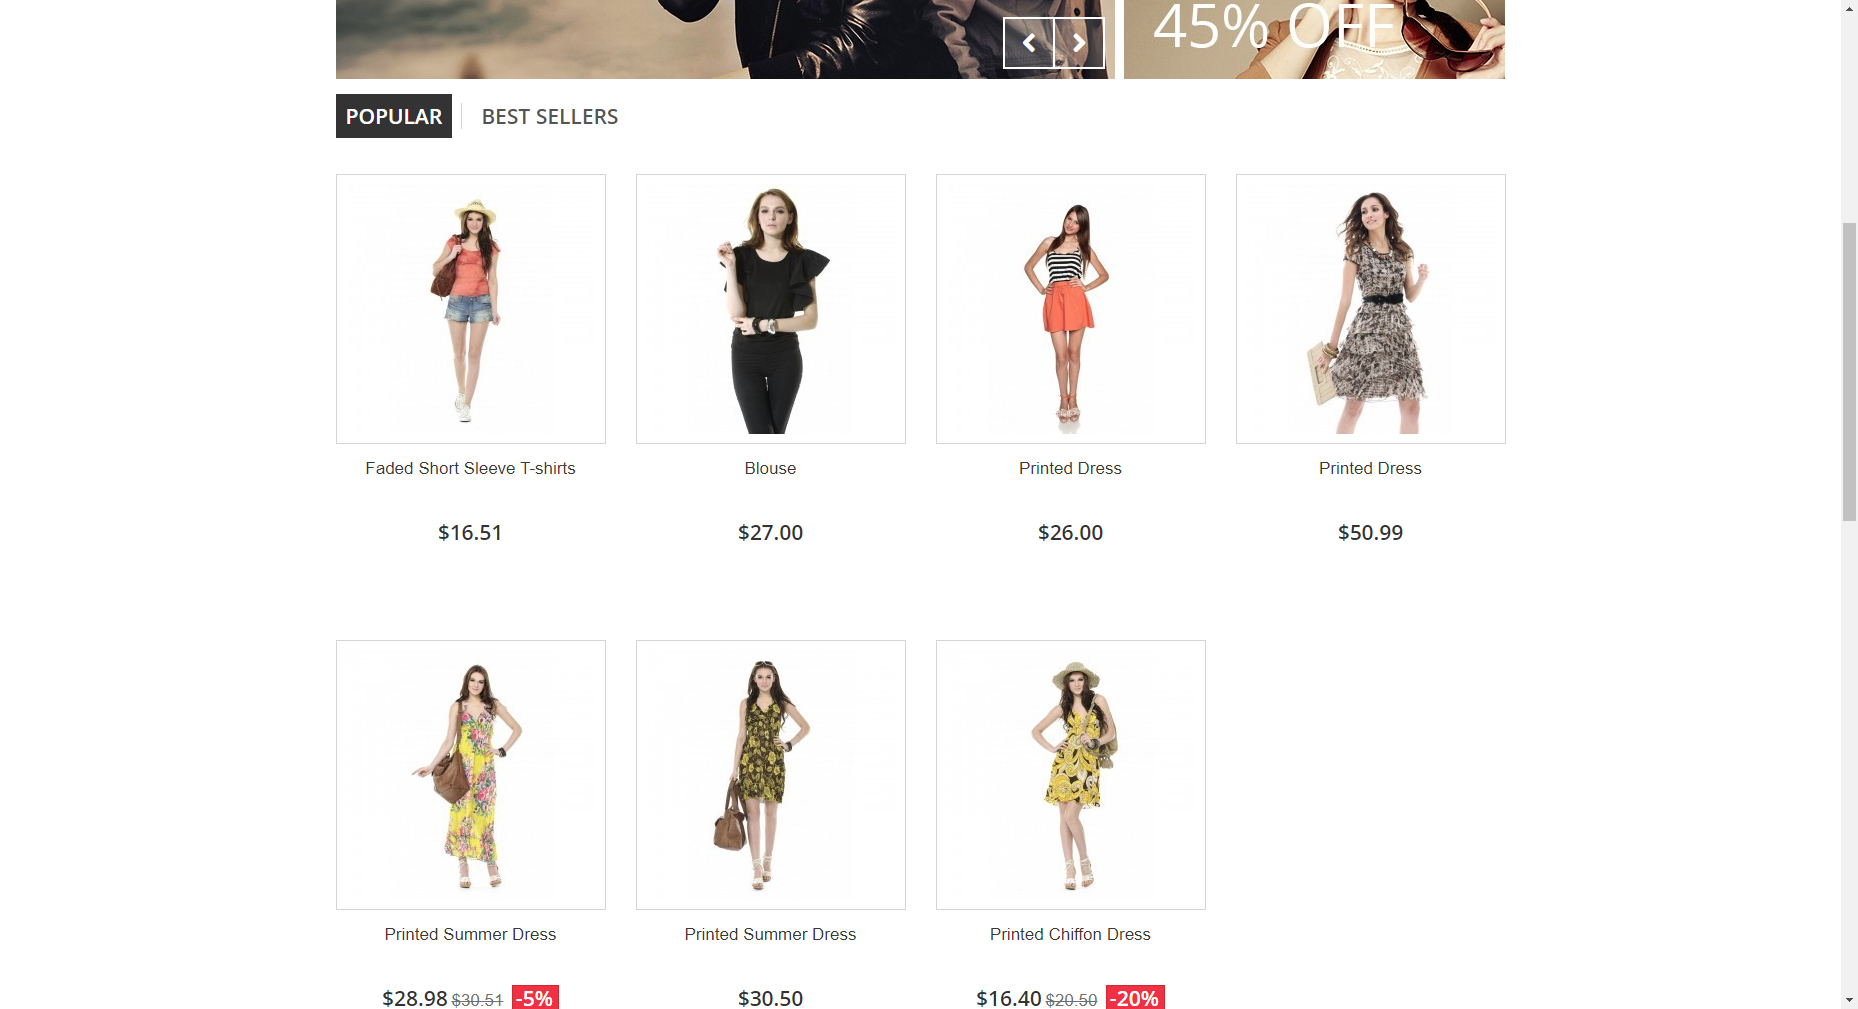 45% OFF
POPULAR
BEST SELLERS
Faded Short Sleeve T-shirts
Blouse
Printed Dress
Printed Dress
$16.51
$27.00
$26.00
$50.99
Printed Summer Dress
Printed Summer Dress
Printed Chiffon Dress
$28.98 $30.51 -5%
$30.50
$16.40 $20.50 -20%